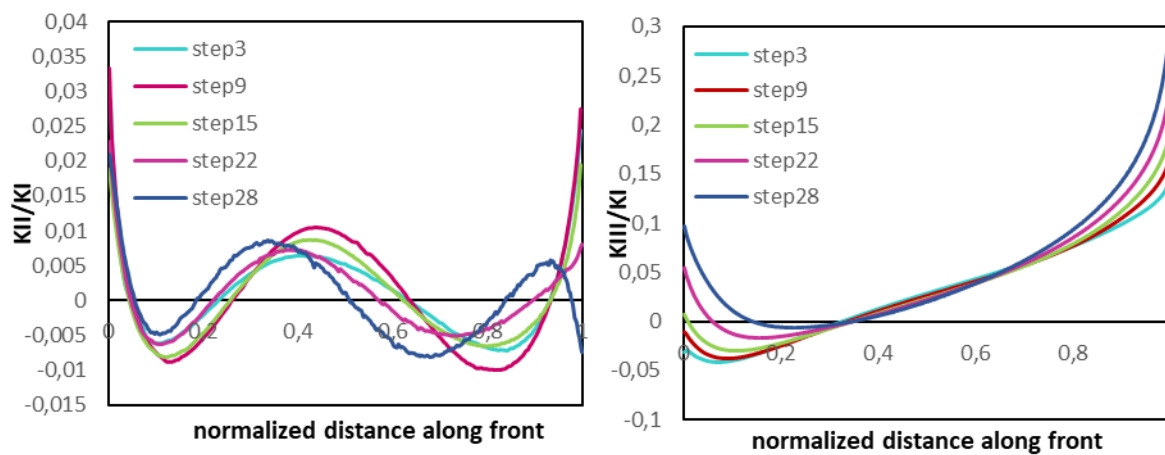 0,04
0,035
0,03
0,025
0,02
0,015
0,01
0,005
0
-0,005
-0,01
-0,015
KII/KI
step3
step9
step15
step22
step28
0 0,2 0,4 0,6 0,8 1
normalized distance along front
0,3
0,25
0,2
0,15
0,1
0,05
0
-0,05
-0,1
KIII/KI
step3
step9
step15
step22
step28
0 0,2 0,4 0,6 0,8
normalized distance along front